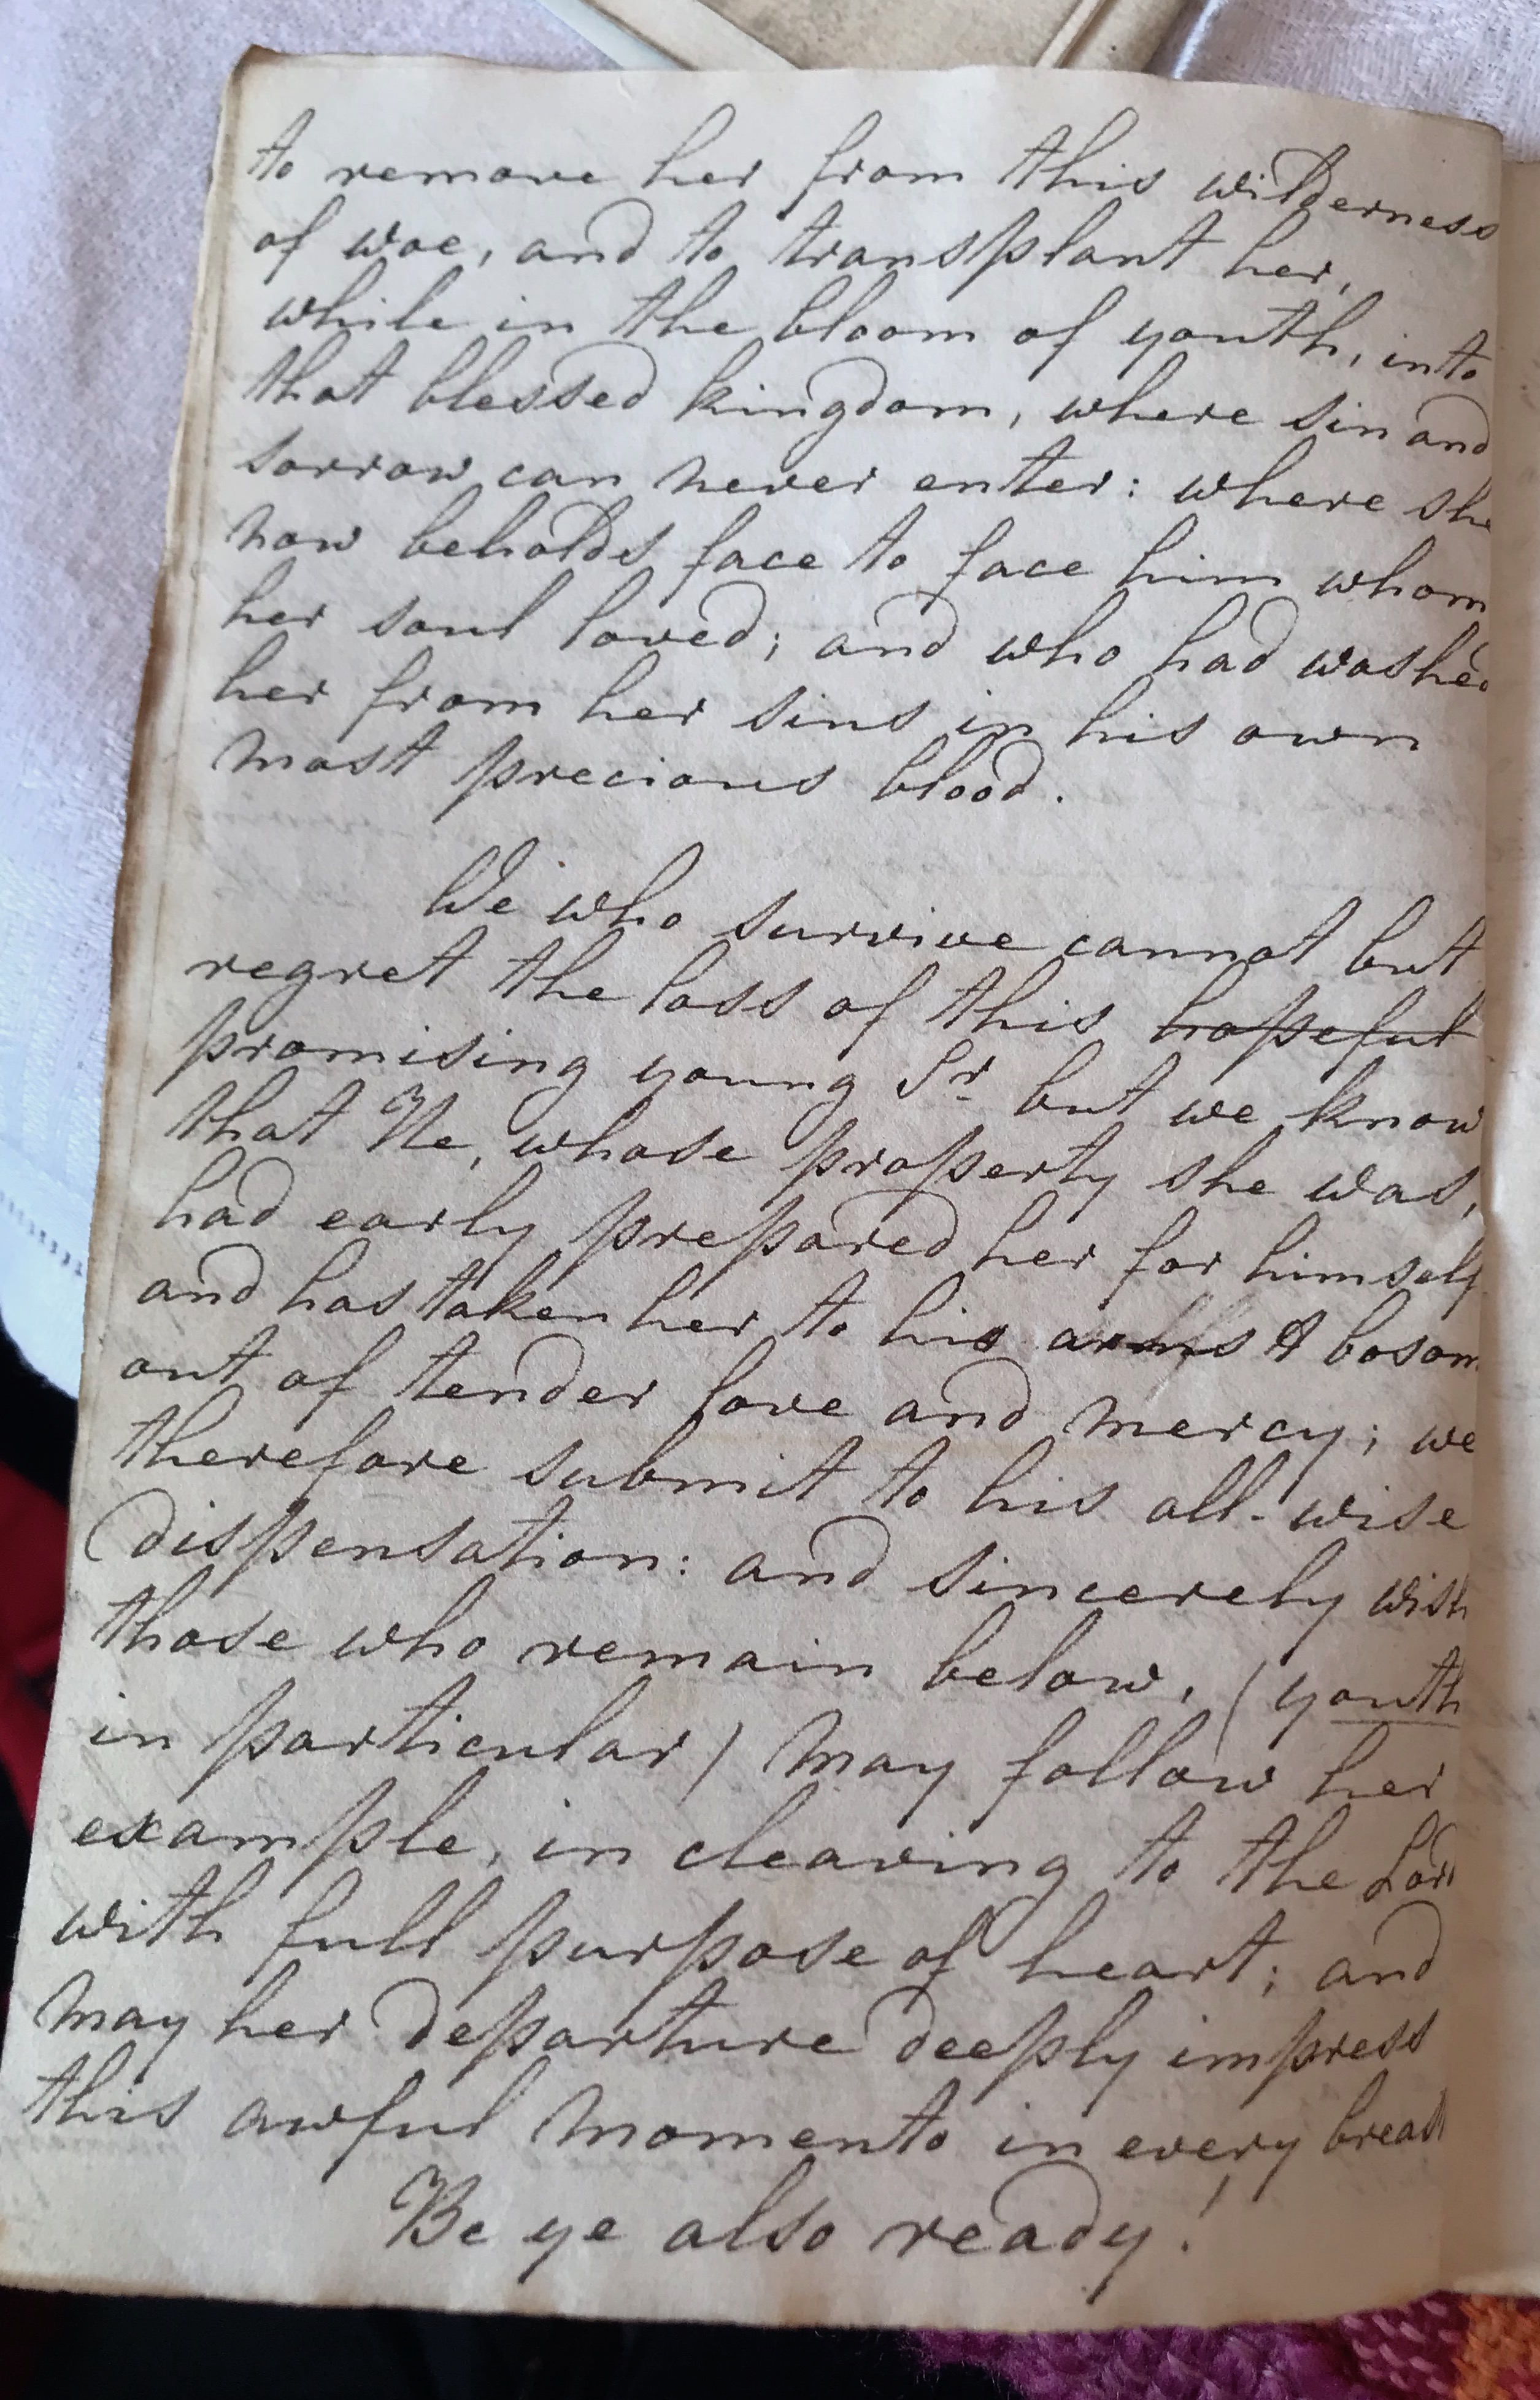 to remove her from this wilderness
of woe, and to transplant her,
while in the bloom of youth, into
that blessed kingdom, where sin and
sorrow can never enter: where she
now beholds face to face him whom
her soul loved; and who had washed
her from her sins in his own
most precious blood.
We who survive cannot but
regret the loss of this hopeful
promising young Sr. but we know
that He, whose property she was,
had early prepared her for himself
and has taken her to his arms & bosom
out of tender love and mercy; we
therefore submit to his all-wise
dispensation: and sincerely wish
those who remain below, (youth
in particular) may follow her
example, in cleaving to the Lord
with full purpose of heart; and
may her departure deeply impress
this awful momento in every breast
Be ye also ready!